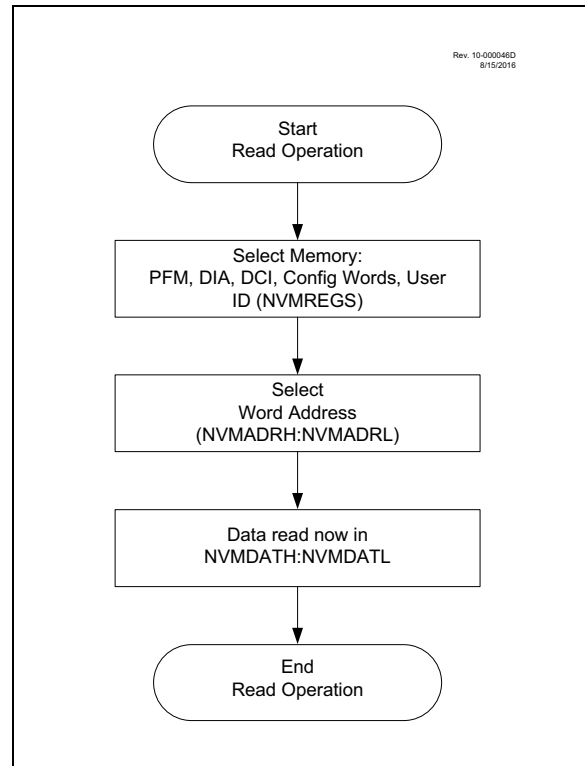 Rev. 10-000046D
8/15/2016
Start
Read Operation
Select Memory:
PFM, DIA, DCI, Config Words, User
ID (NVMREGS)
Select
Word Address
(NVMADRH:NVMADRL)
Data read now in
NVMDATH:NVMDATL
End
Read Operation